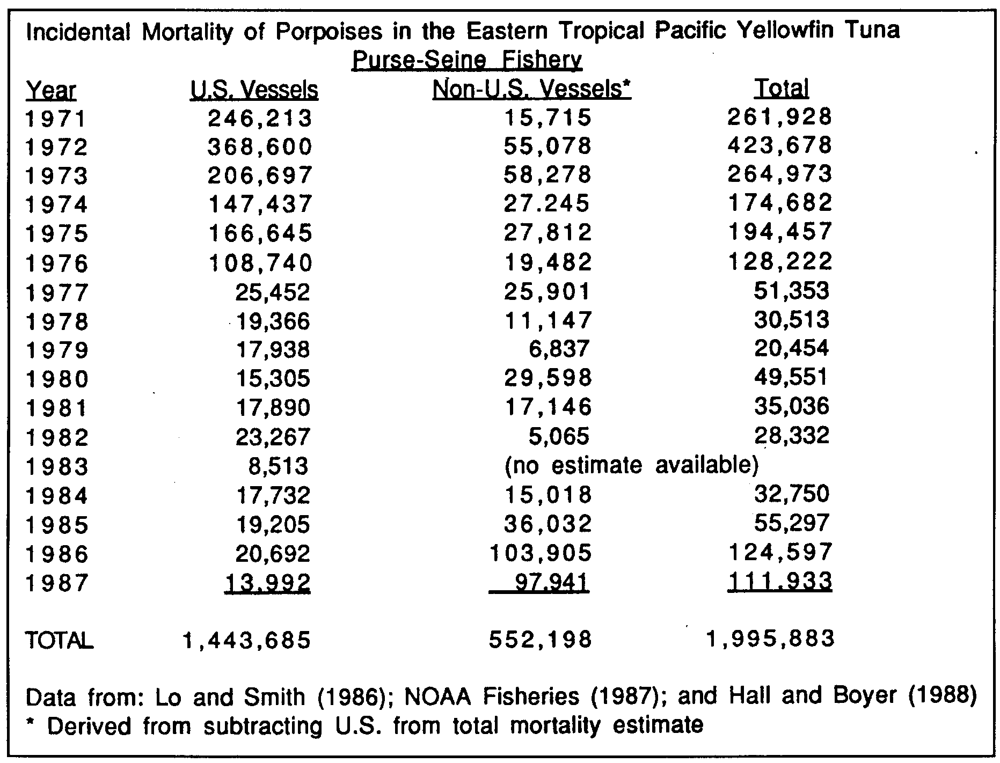 Incidental Mortality of Porpoises in the Eastern Tropical Pacific Yellowfin Tuna
Purse-Seine Fishery
Year U.S. Vessels Non-U.S. Vessels* Total
1971 246,213 15,715 261,928
1972 368,600 55,078 423,678
1973 206,697 58,278 264,973
1974 147,437 27.245 174,682
1975 166,645 27,812 194,457
1976 108,740 19,482 128,222
1977 25,452 25,901 51,353
1978 19,366 11,147 30,513
1979 17,938 6,837 20,454
1980 15,305 29,598 49,551
1981 17,890 17,146 35,036
1982 23,267 5,065 28,332
1983 8,513 (no estimate available)
1984 17,732 15,018 32,750
1985 19,205 36,032 55,297
1986 20,692 103,905 124,597
1987 13,992 97.941 111.933
TOTAL 1,443,685 552,198 1,995,883
Data from: Lo and Smith (1986); NOAA Fisheries (1987); and Hall and Boyer (1988)
* Derived from subtracting U.S. from total mortality estimate